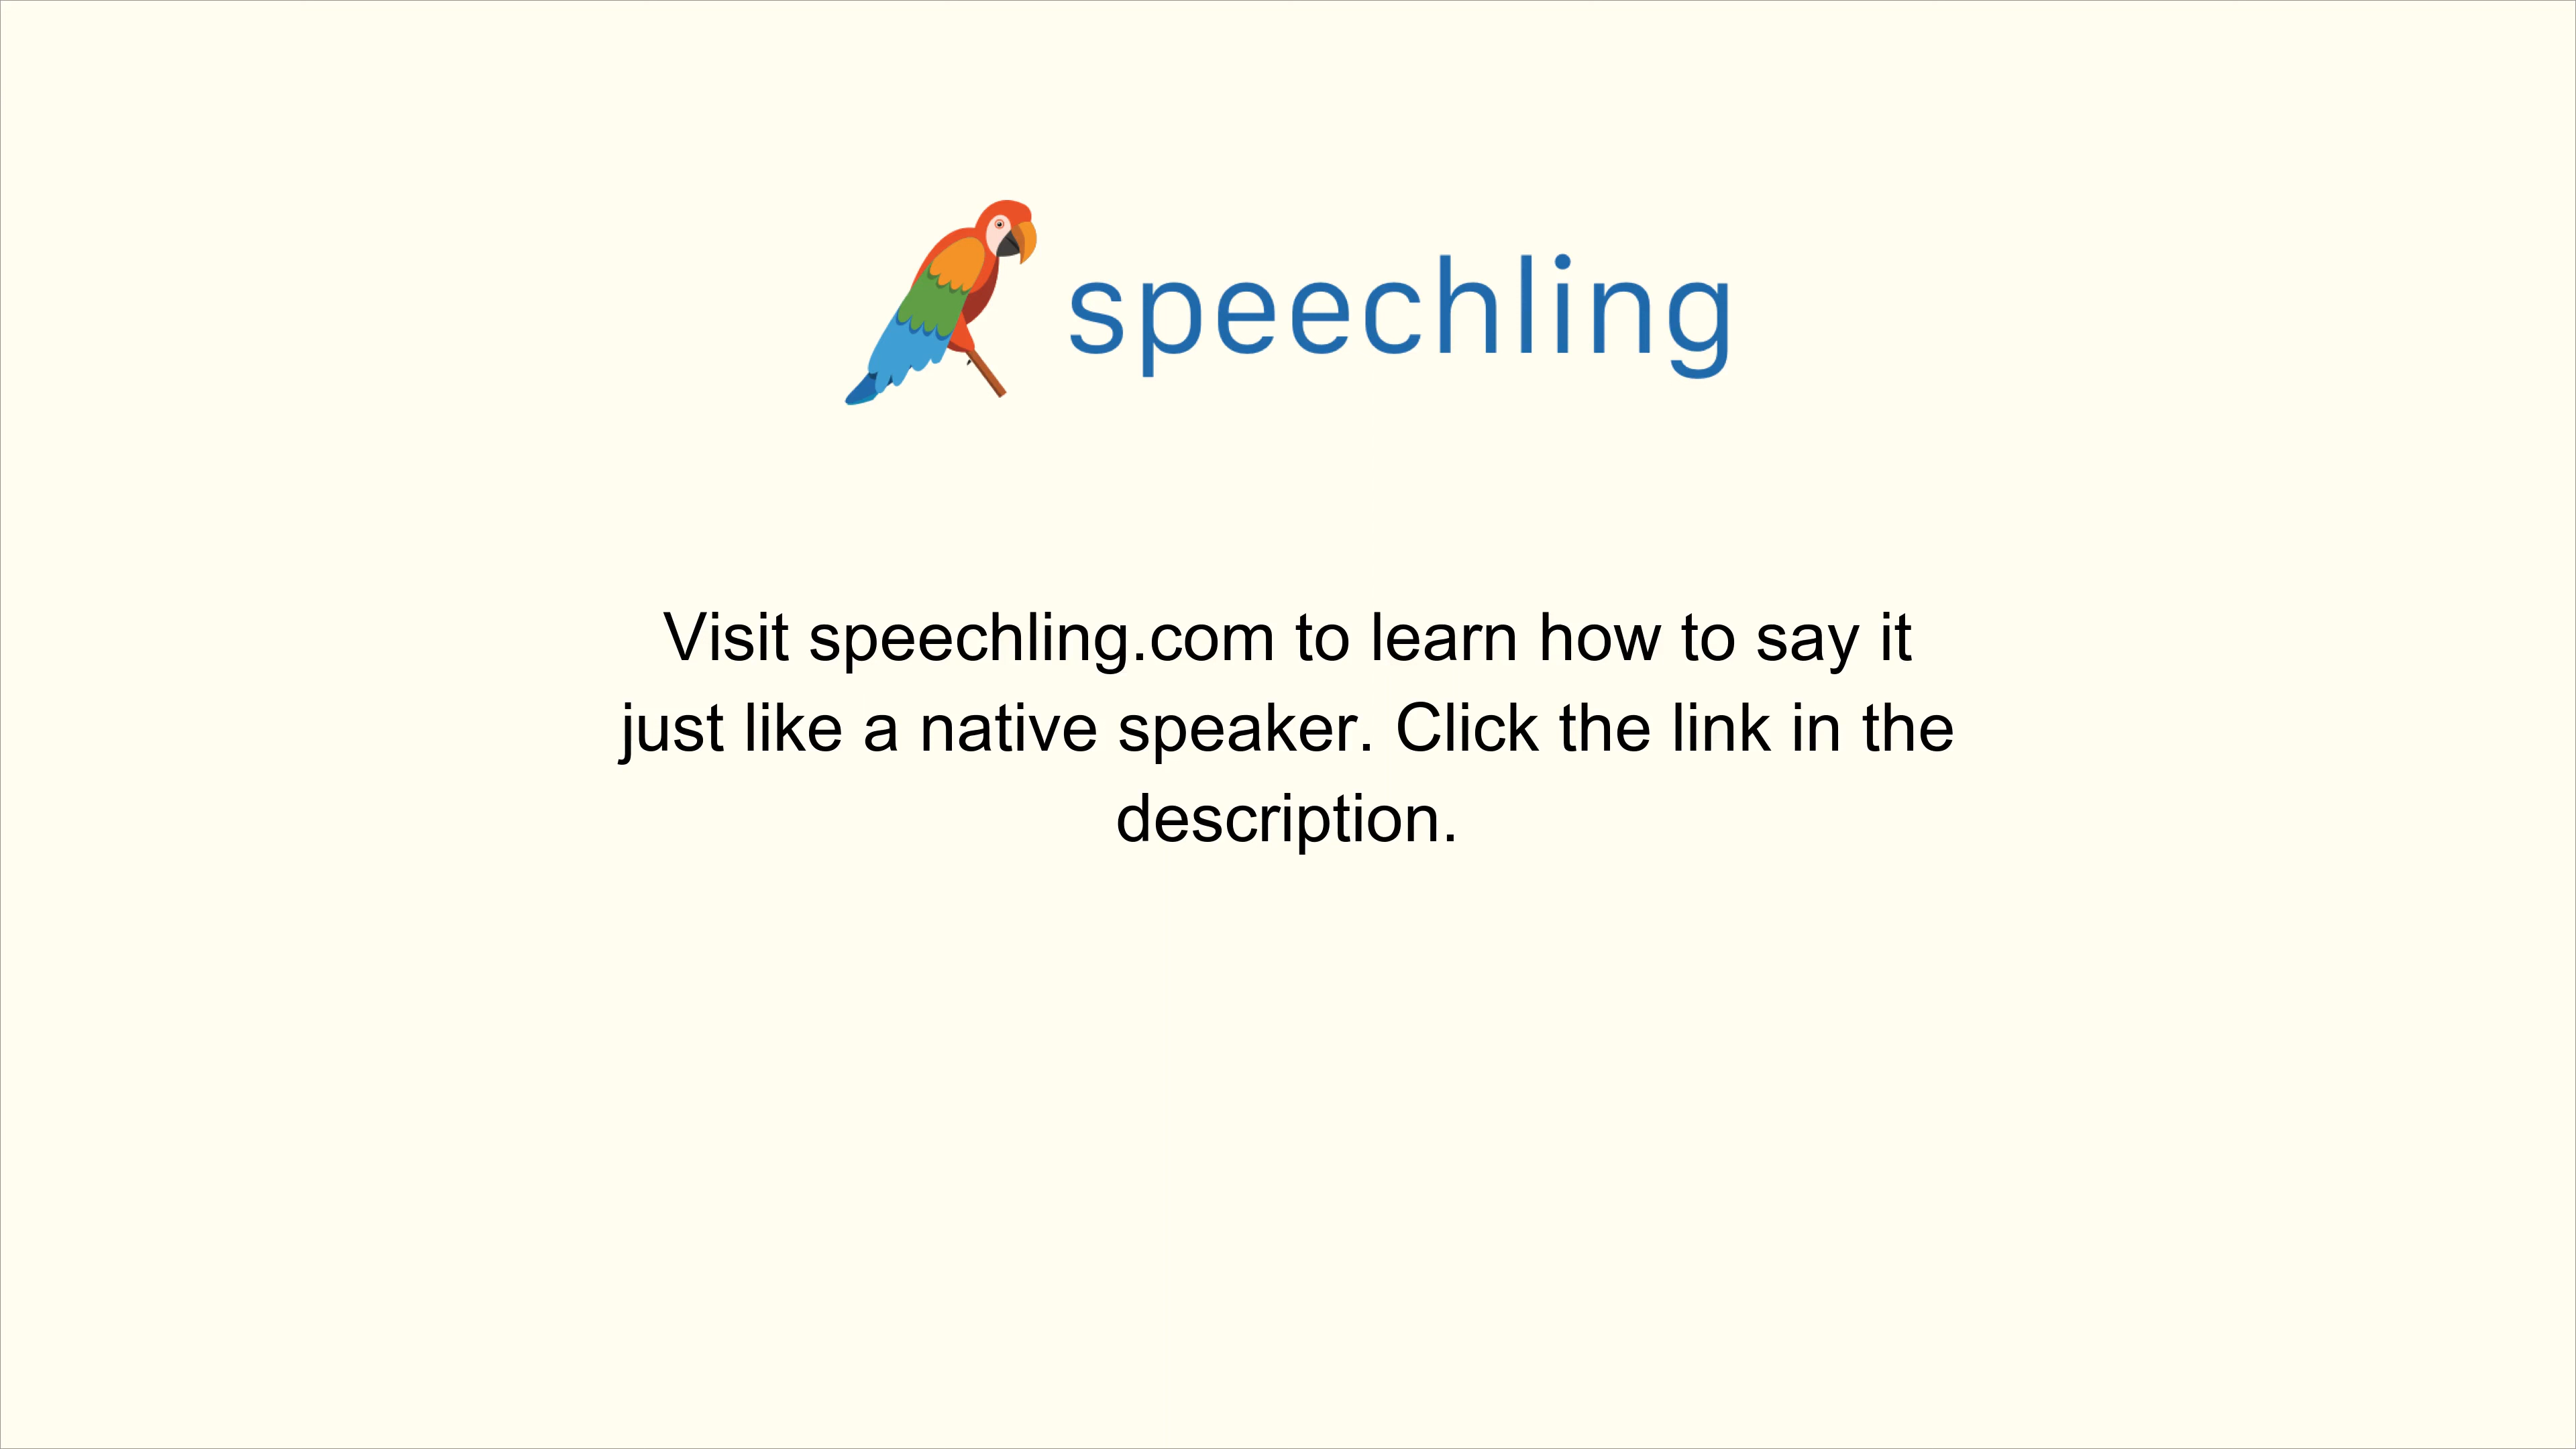 speechling
Visit speechling.com to learn how to say it
just like a native speaker. Click the link in the
description.